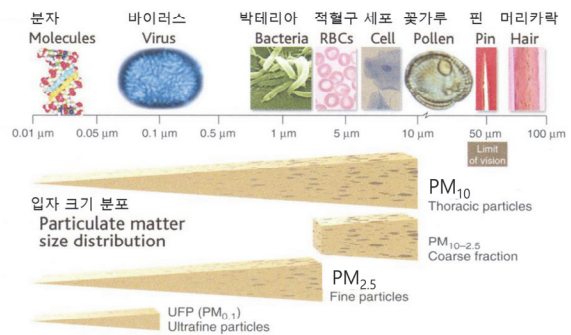 분자 바이러스 박테리아 적혈구 세포 꽃가루 핀 머리카락
Molecules Virus Bacteria RBCs Cell Pollen Pin Hair
0.01 μm 0.05 μm 0.1 μm 0.5 μm 1 μm 5 μm 10 μm 50 μm 100 μm
Limit
of vision
PM10
Thoracic particles
입자 크기 분포
Particulate matter
size distribution
PM10–2.5
Coarse fraction
PM2.5
Fine particles
UFP (PM0.1)
Ultrafine particles